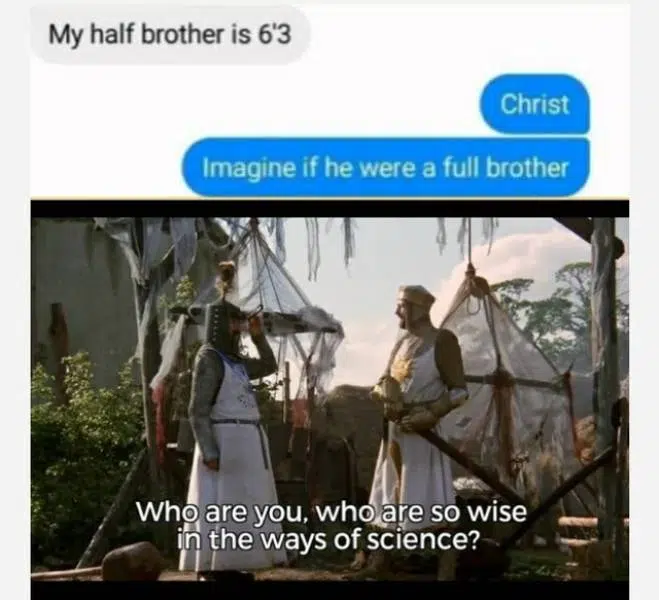 My half brother is 6'3
Christ
Imagine if he were a full brother
Who are you, who are so wise
in the ways of science?